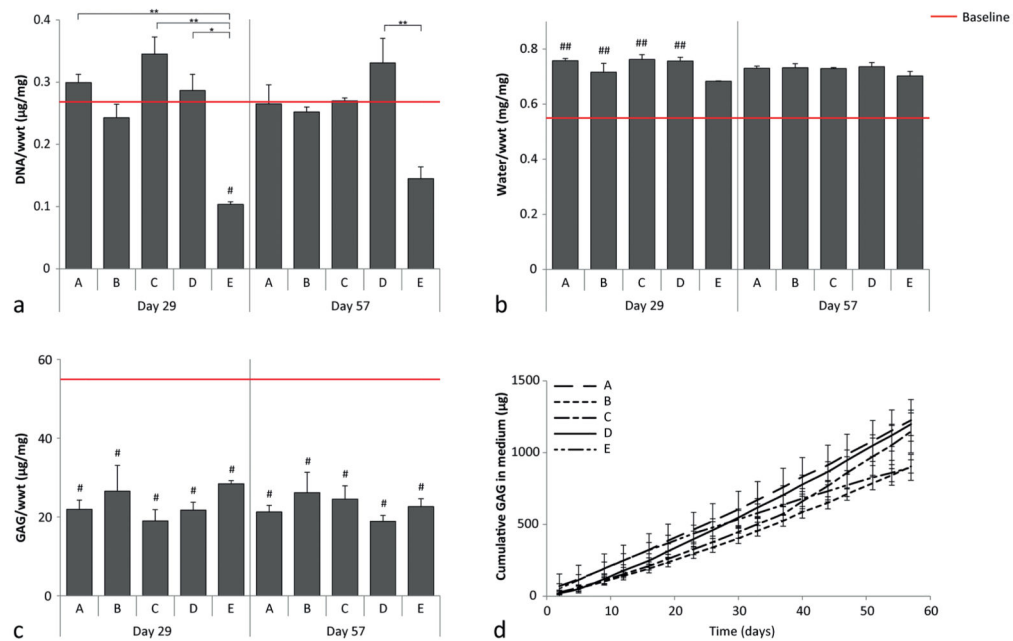 Baseline
DNA/wwt (µg/mg)
0.4
0.3
0.2
0.1
0
**
**
*
#
**
A B C D E A B C D E
Day 29 Day 57
a
Water/wwt (mg/mg)
0.8
0.6
0.4
0.2
0
## ## ## ##
A B C D E A B C D E
Day 29 Day 57
b
GAG/wwt (µg/mg)
60
40
20
0
# # # # # # # # # #
A B C D E A B C D E
Day 29 Day 57
c
Cumulative GAG in medium (µg)
1500
1000
500
0
A
B
C
D
E
0 10 20 30 40 50 60
Time (days)
d